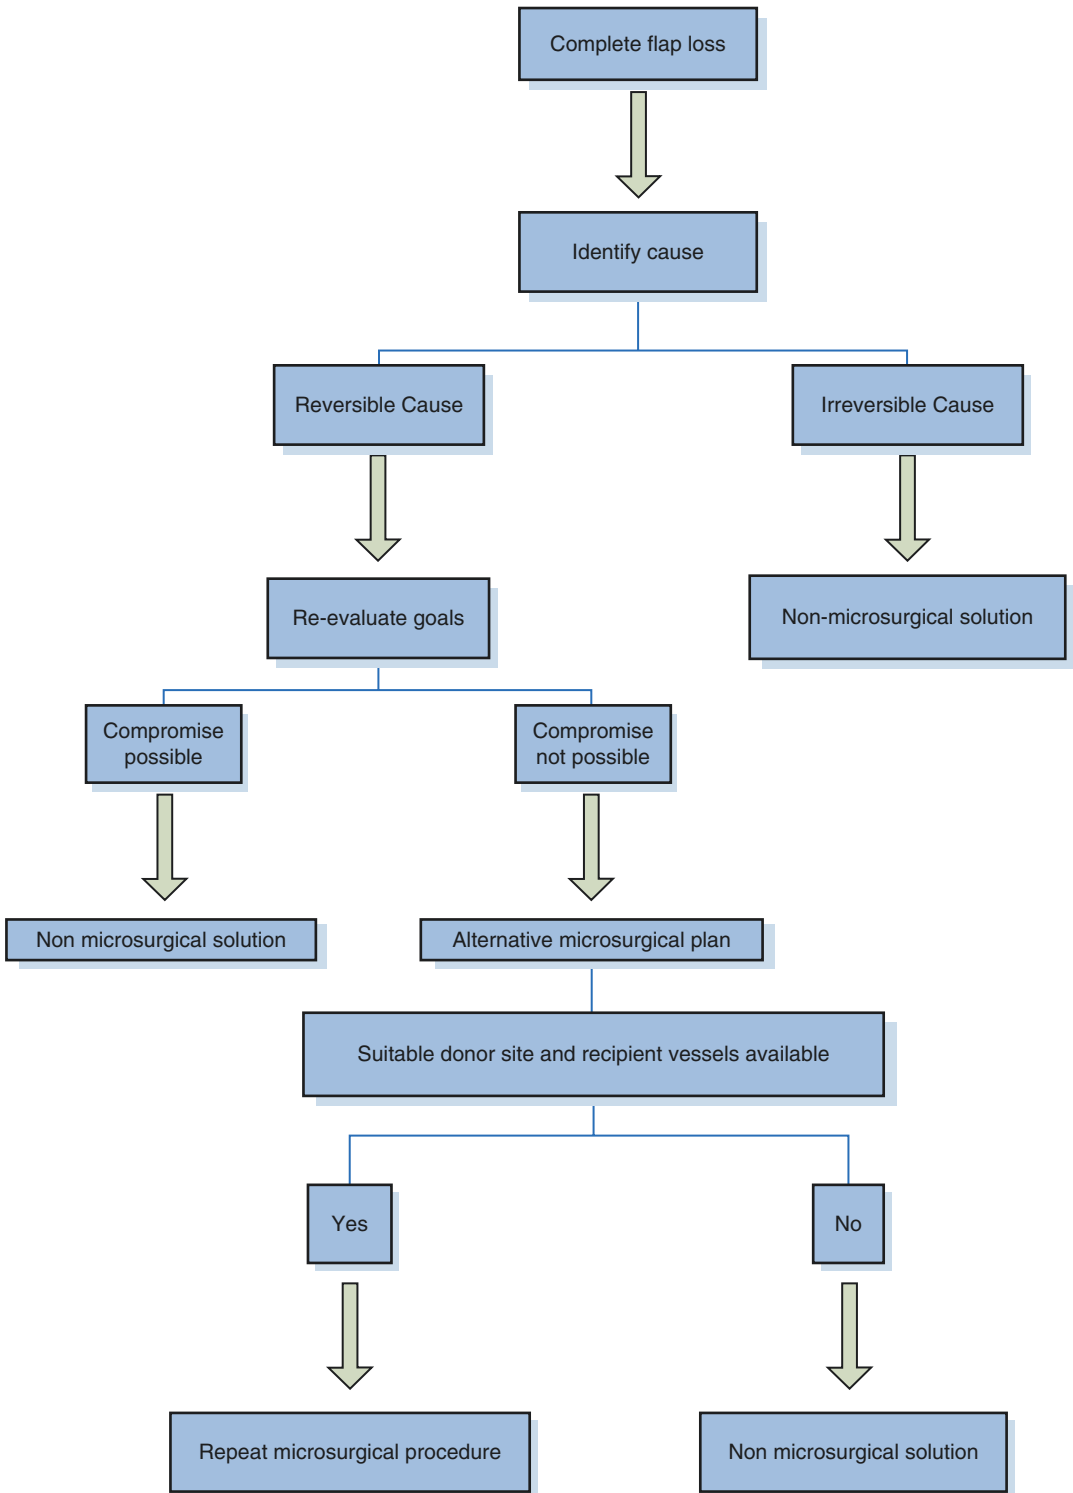 Complete flap loss
Identify cause
Reversible Cause
Irreversible Cause
Re-evaluate goals
Non-microsurgical solution
Compromise
possible
Compromise
not possible
Non microsurgical solution
Alternative microsurgical plan
Suitable donor site and recipient vessels available
Yes
No
Repeat microsurgical procedure
Non microsurgical solution